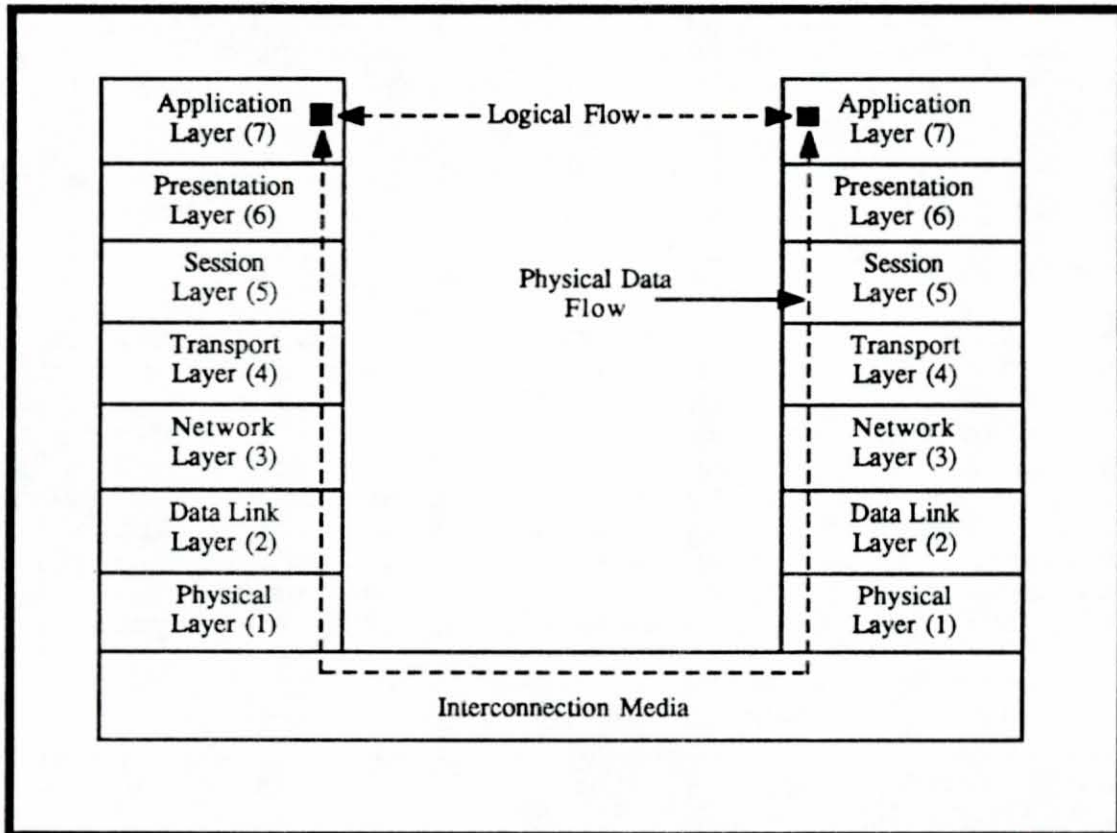 Application
Layer (7)
Logical Flow
Application
Layer (7)
Presentation
Layer (6)
Presentation
Layer (6)
Session
Layer (5)
Physical Data
Flow
Session
Layer (5)
Transport
Layer (4)
Transport
Layer (4)
Network
Layer (3)
Network
Layer (3)
Data Link
Layer (2)
Data Link
Layer (2)
Physical
Layer (1)
Physical
Layer (1)
Interconnection Media